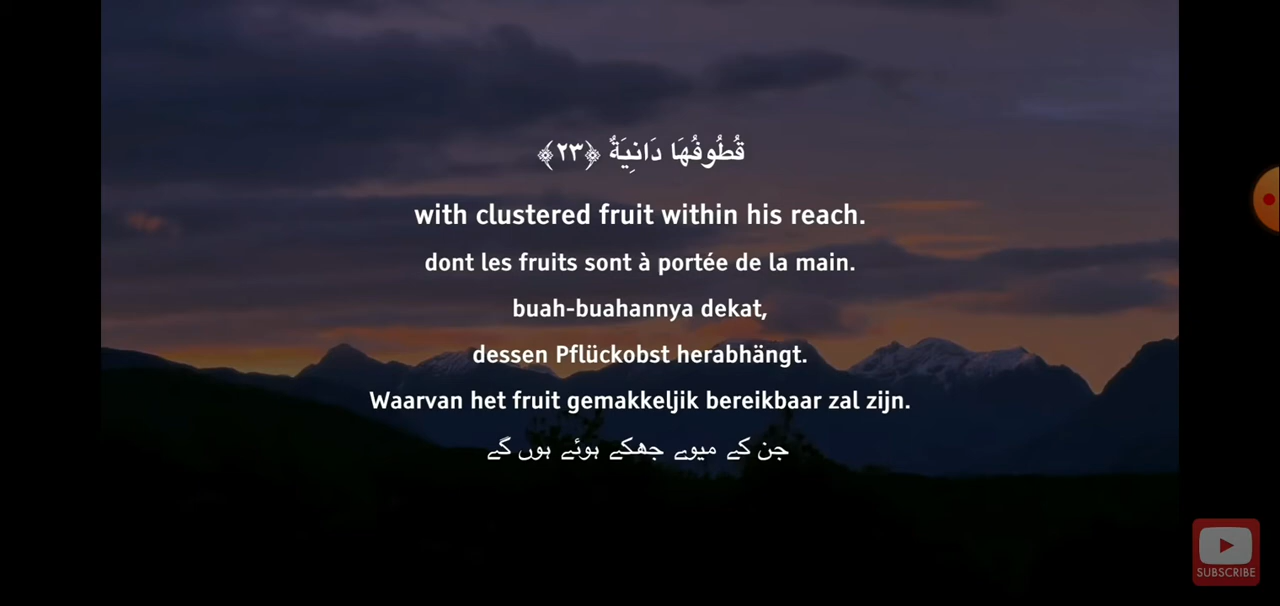 قُطُوفُهَا دَانِيَةٌ ﴿٢٣﴾
with clustered fruit within his reach.
dont les fruits sont à portée de la main.
buah-buahannya dekat,
dessen Pflückobst herabhängt.
Waarvan het fruit gemakkeljik bereikbaar zal zijn.
جن کے میوے جھکے ہوئے ہوں گے
SUBSCRIBE